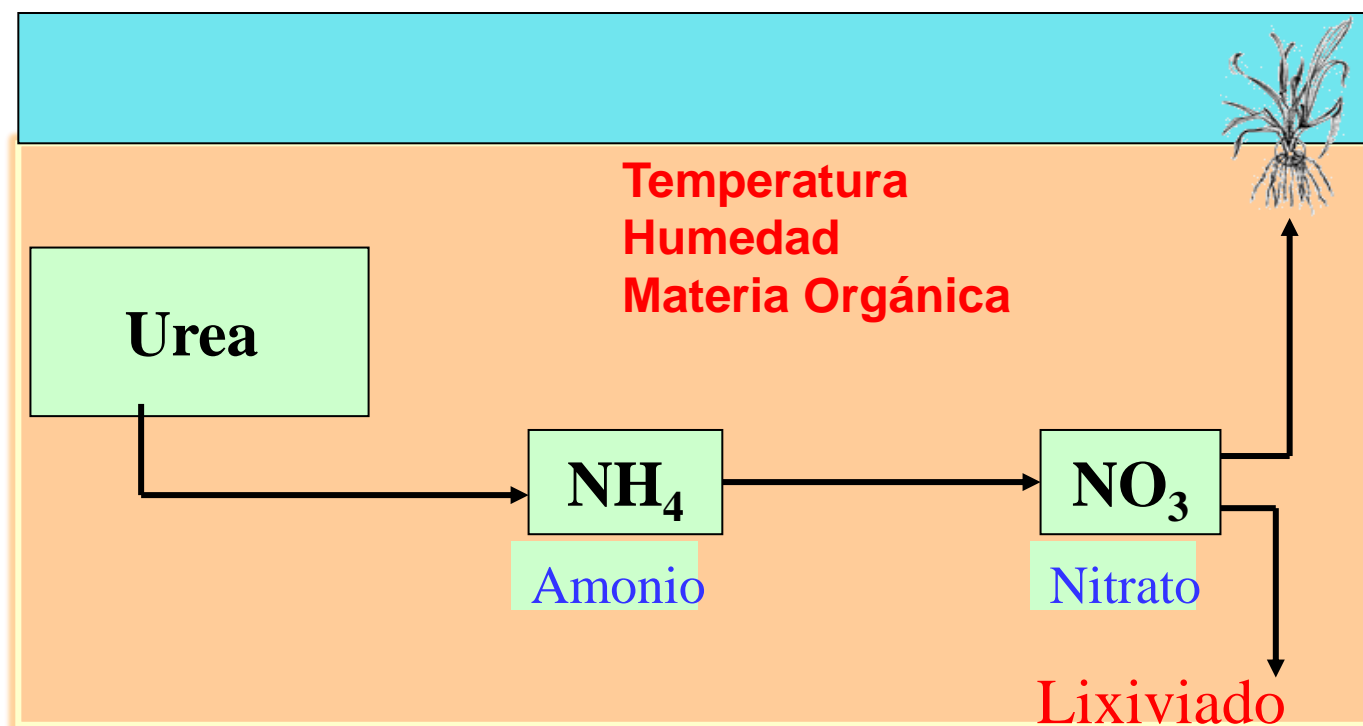 Temperatura
Humedad
Materia Orgánica
Urea
NH₄
NO₃
Amonio
Nitrato
Lixiviado